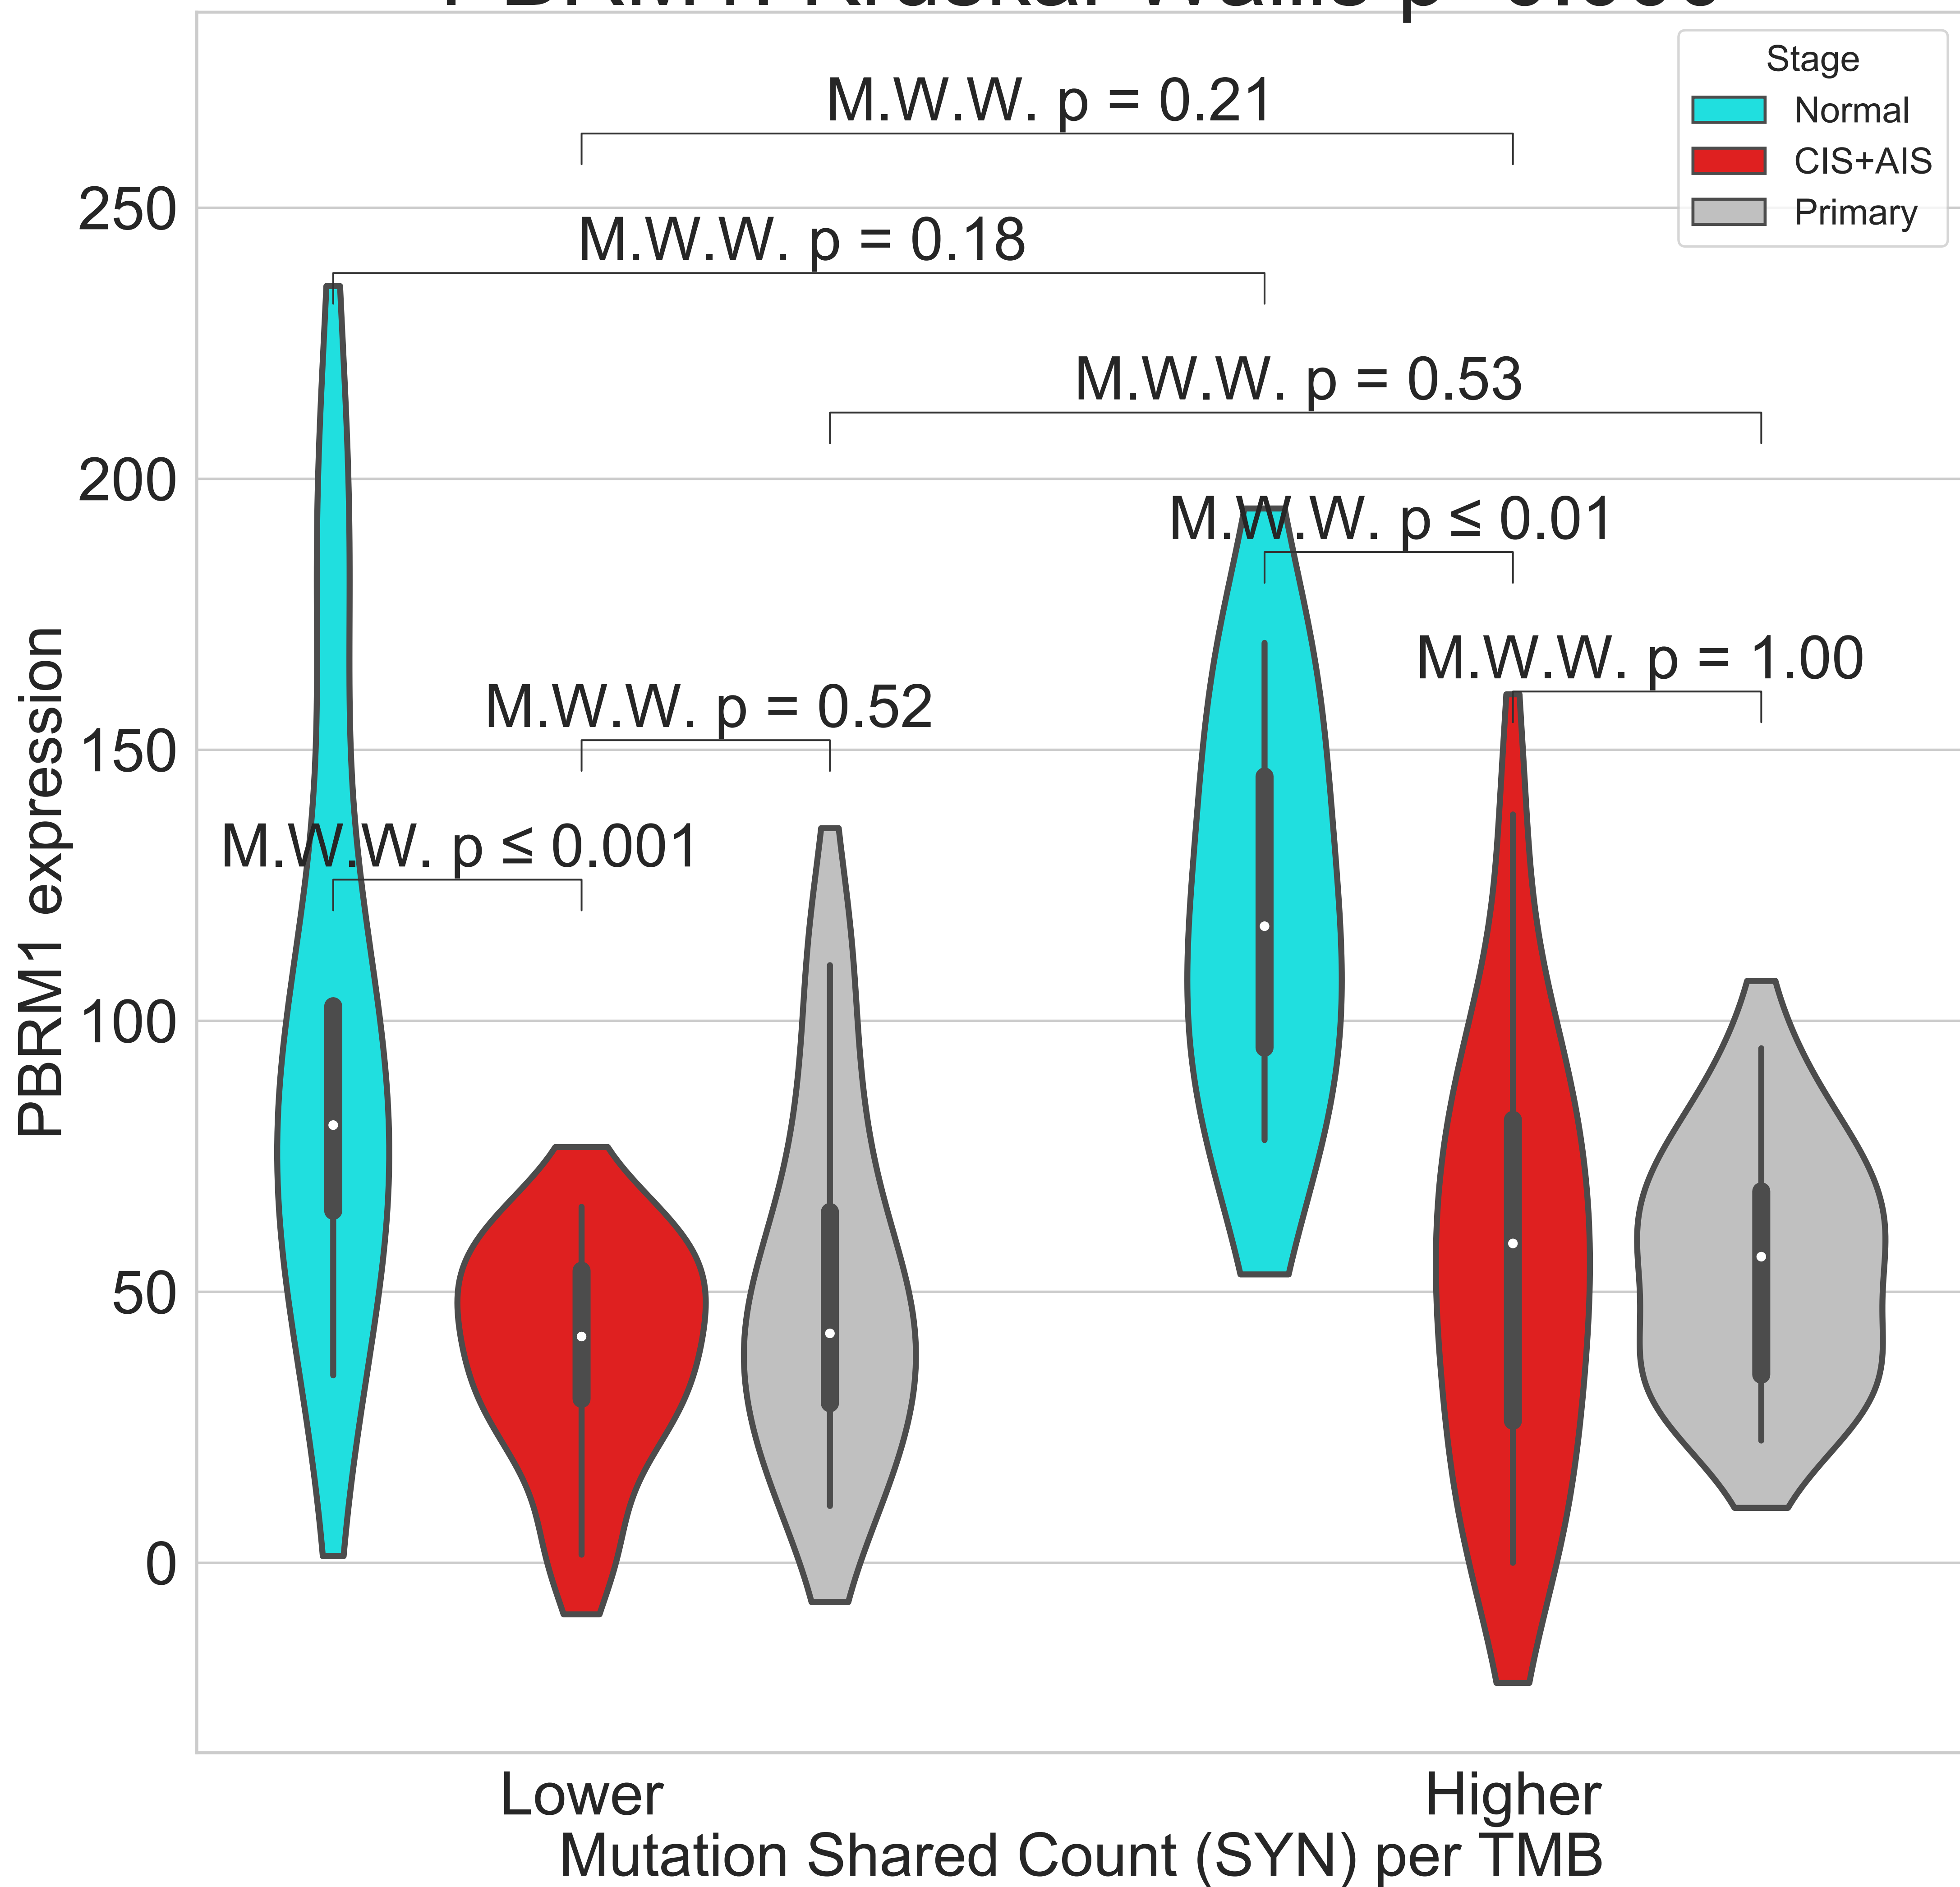 Stage
Normal
CIS+AIS
Primary
M.W.W. p = 0.21
M.W.W. p = 0.18
M.W.W. p = 0.53
M.W.W. p ≤ 0.01
M.W.W. p = 1.00
M.W.W. p = 0.52
M.W.W. p ≤ 0.001
250
200
150
100
50
0
PBRM1 expression
Lower
Higher
Mutation Shared Count (SYN) per TMB